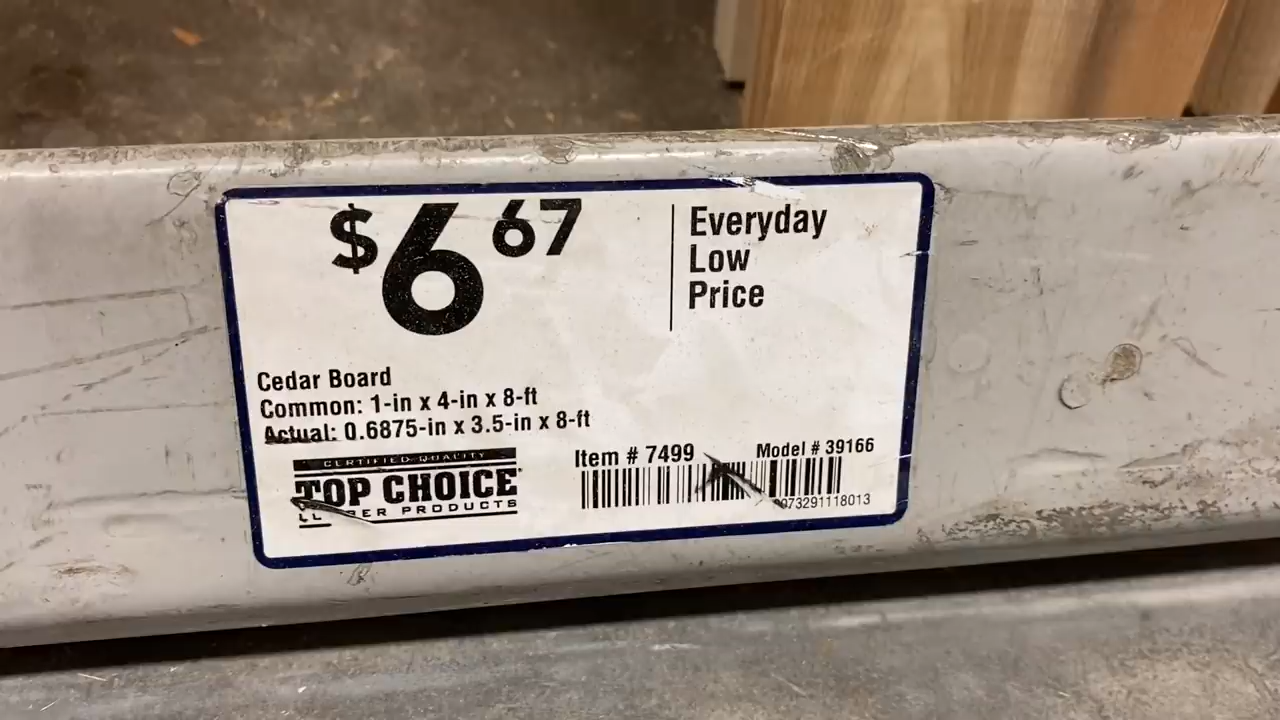 $6 67
Everyday
Low
Price
Cedar Board
Common: 1-in x 4-in x 8-ft
Actual: 0.6875-in x 3.5-in x 8-ft
CERTIFIED QUALITY
TOP CHOICE
PRODUCTS
Item # 7499
Model # 39166
073291118013